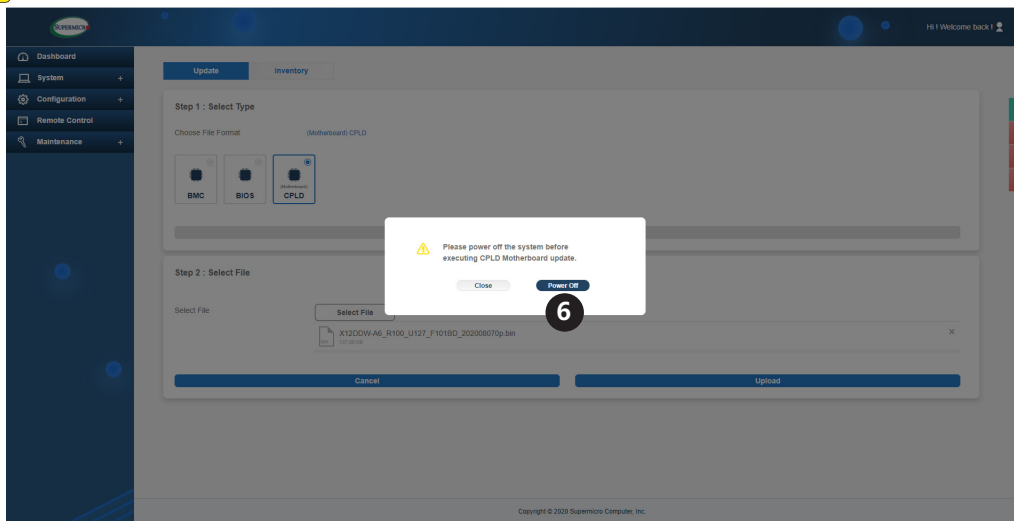 SUPERMICR
Hi ! Welcome back !
Dashboard
System +
Configuration +
Remote Control
Maintenance +
Update Inventory
Step 1 : Select Type
Choose File Format (Motherboard) CPLD
BMC
BIOS
(Motherboard)
CPLD
Please power off the system before
executing CPLD Motherboard update.
Close Power Off
6
Step 2 : Select File
Select File Select File
X12DDW-A6_R100_U127_F101BD_202008070p.bin
×
Cancel Upload
Copyright © 2020 Supermicro Computer, Inc.